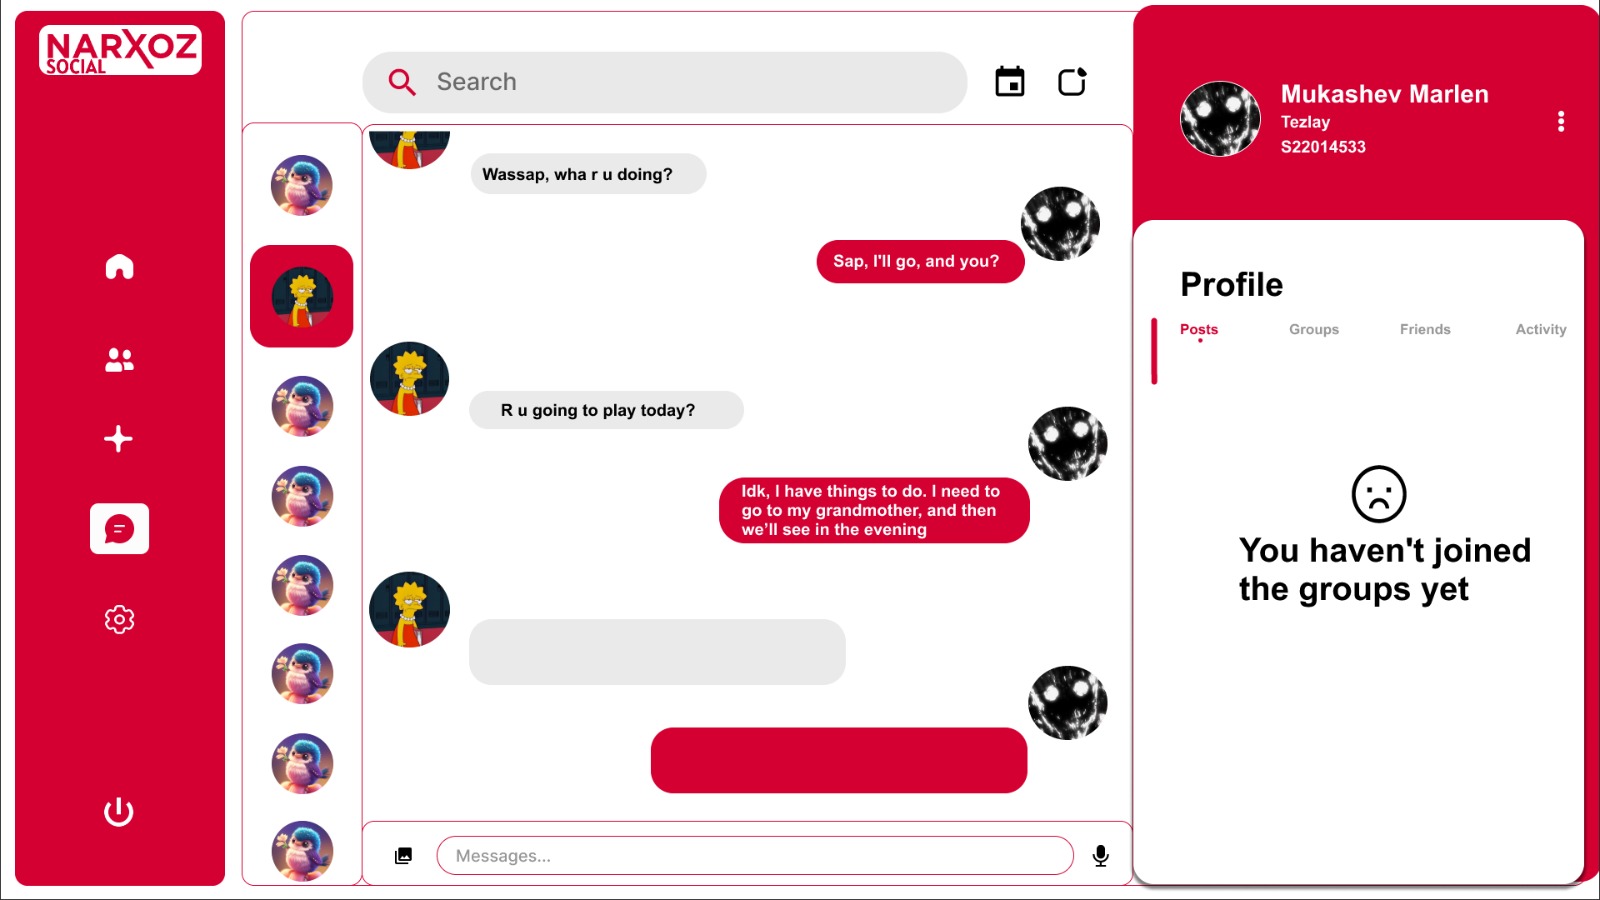 NARXOZ
SOCIAL
Search
Wassap, wha r u doing?
Sap, I'll go, and you?
R u going to play today?
Idk, I have things to do. I need to
go to my grandmother, and then
we'll see in the evening
Messages...
Mukashev Marlen
Tezlay
S22014533
Profile
Posts
Groups
Friends
Activity
You haven't joined
the groups yet